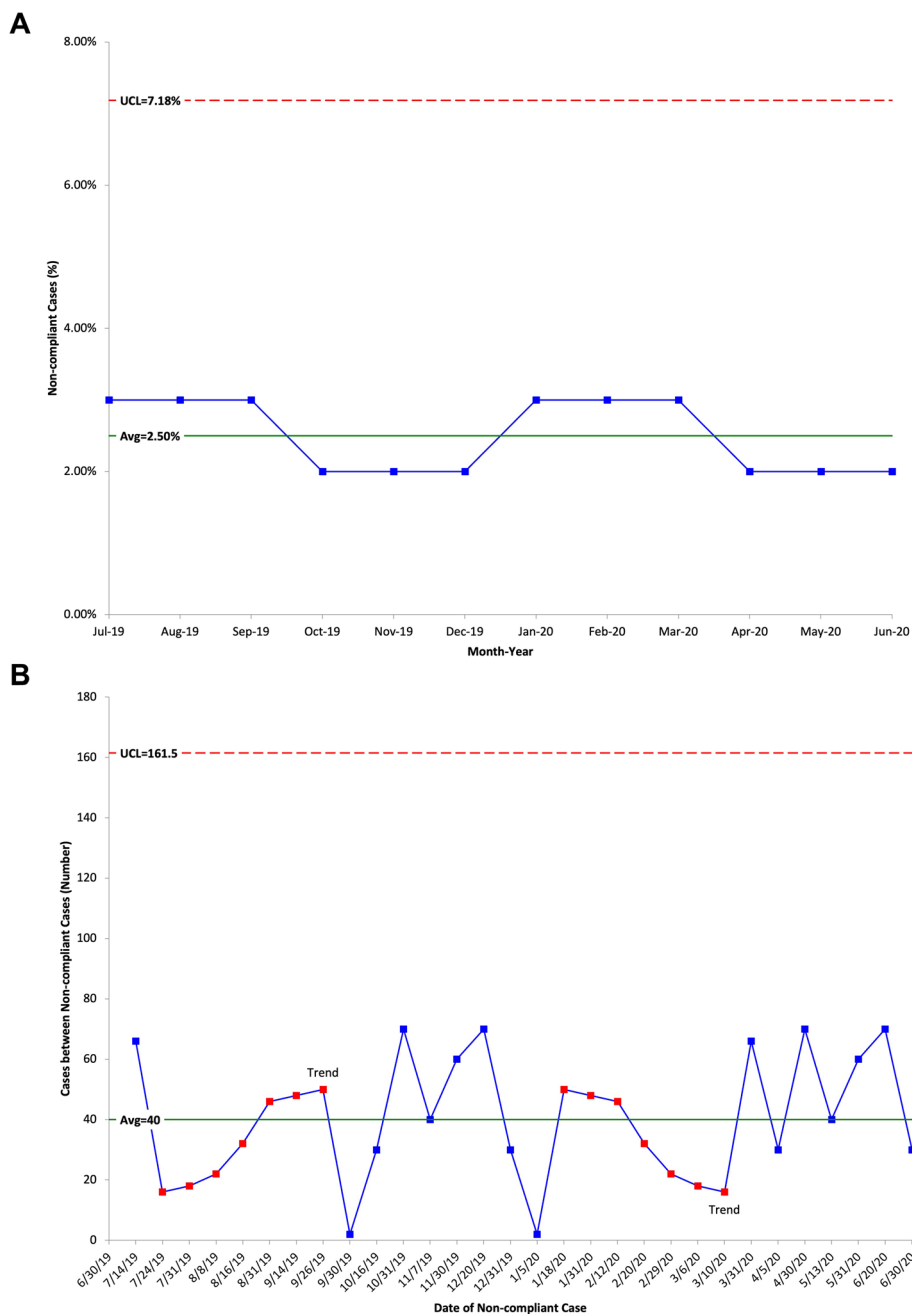 A
8.00%
UCL=7.18%
6.00%
Non-compliant Cases (%)
4.00%
Avg=2.50%
2.00%
0.00%
Jul-19 Aug-19 Sep-19 Oct-19 Nov-19 Dec-19 Jan-20 Feb-20 Mar-20 Apr-20 May-20 Jun-20
Month-Year
B
180
UCL=161.5
160
140
Cases between Non-compliant Cases (Number)
120
100
80
60
Trend
Avg=40
40
20
Trend
0
6/30/19 7/14/19 7/24/19 7/31/19 8/8/19 8/16/19 8/31/19 9/14/19 9/26/19 9/30/19 10/16/19 10/31/19 11/7/19 11/30/19 12/20/19 12/31/19 1/5/20 1/18/20 1/31/20 2/12/20 2/20/20 2/29/20 3/6/20 3/10/20 3/31/20 4/5/20 4/30/20 5/13/20 5/31/20 6/20/20 6/30/20
Date of Non-compliant Case